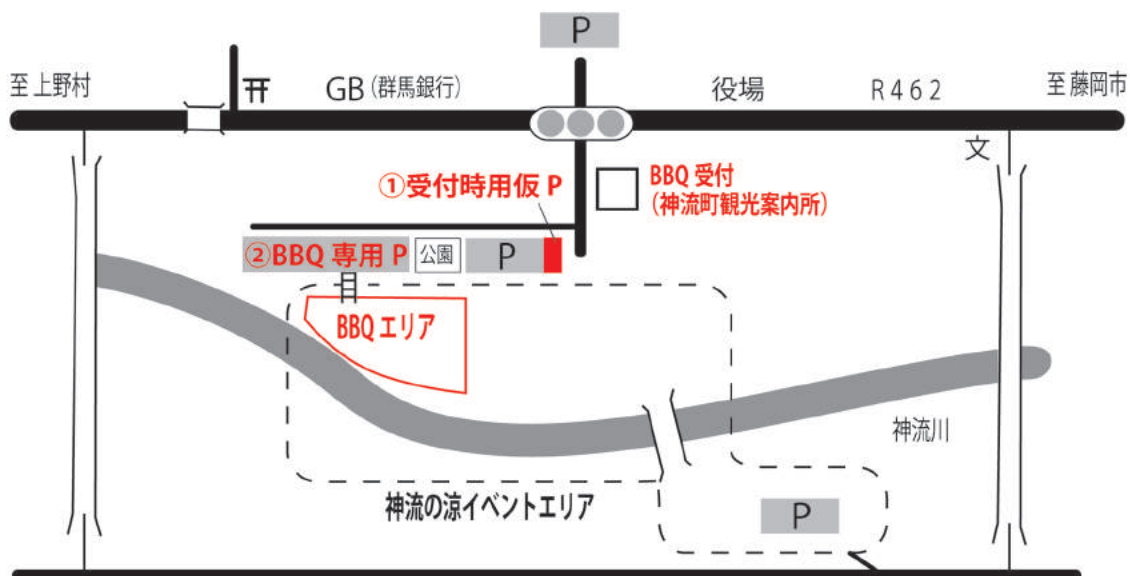 P
至 上野村
GB (群馬銀行)
役場
R462
至 藤岡市
文
①受付時用仮 P
BBQ 受付
(神流町観光案内所)
②BBQ 専用 P
公園
P
BBQ エリア
神流川
神流の涼イベントエリア
P